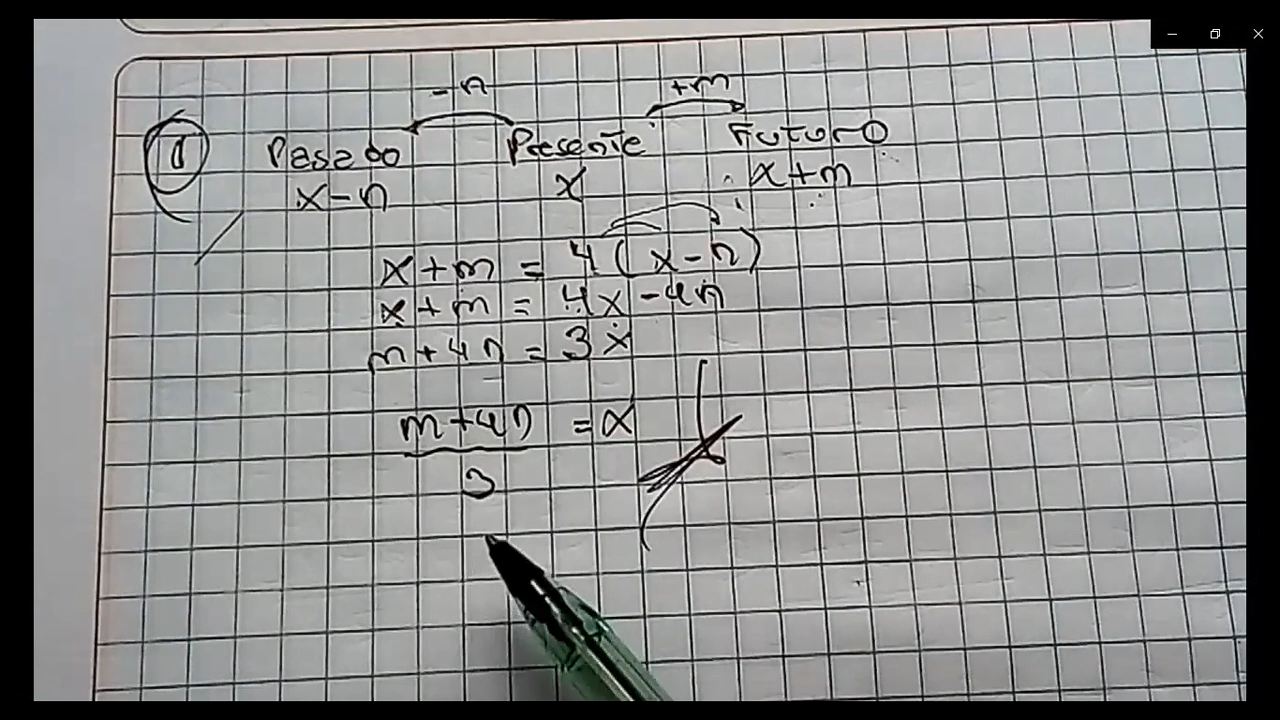 -n +m
① Pasado Presente Futuro
x-n x x+m
x+m = 4(x-n)
x+m = 4x-4n
m+4n = 3x
m+4n = x
3